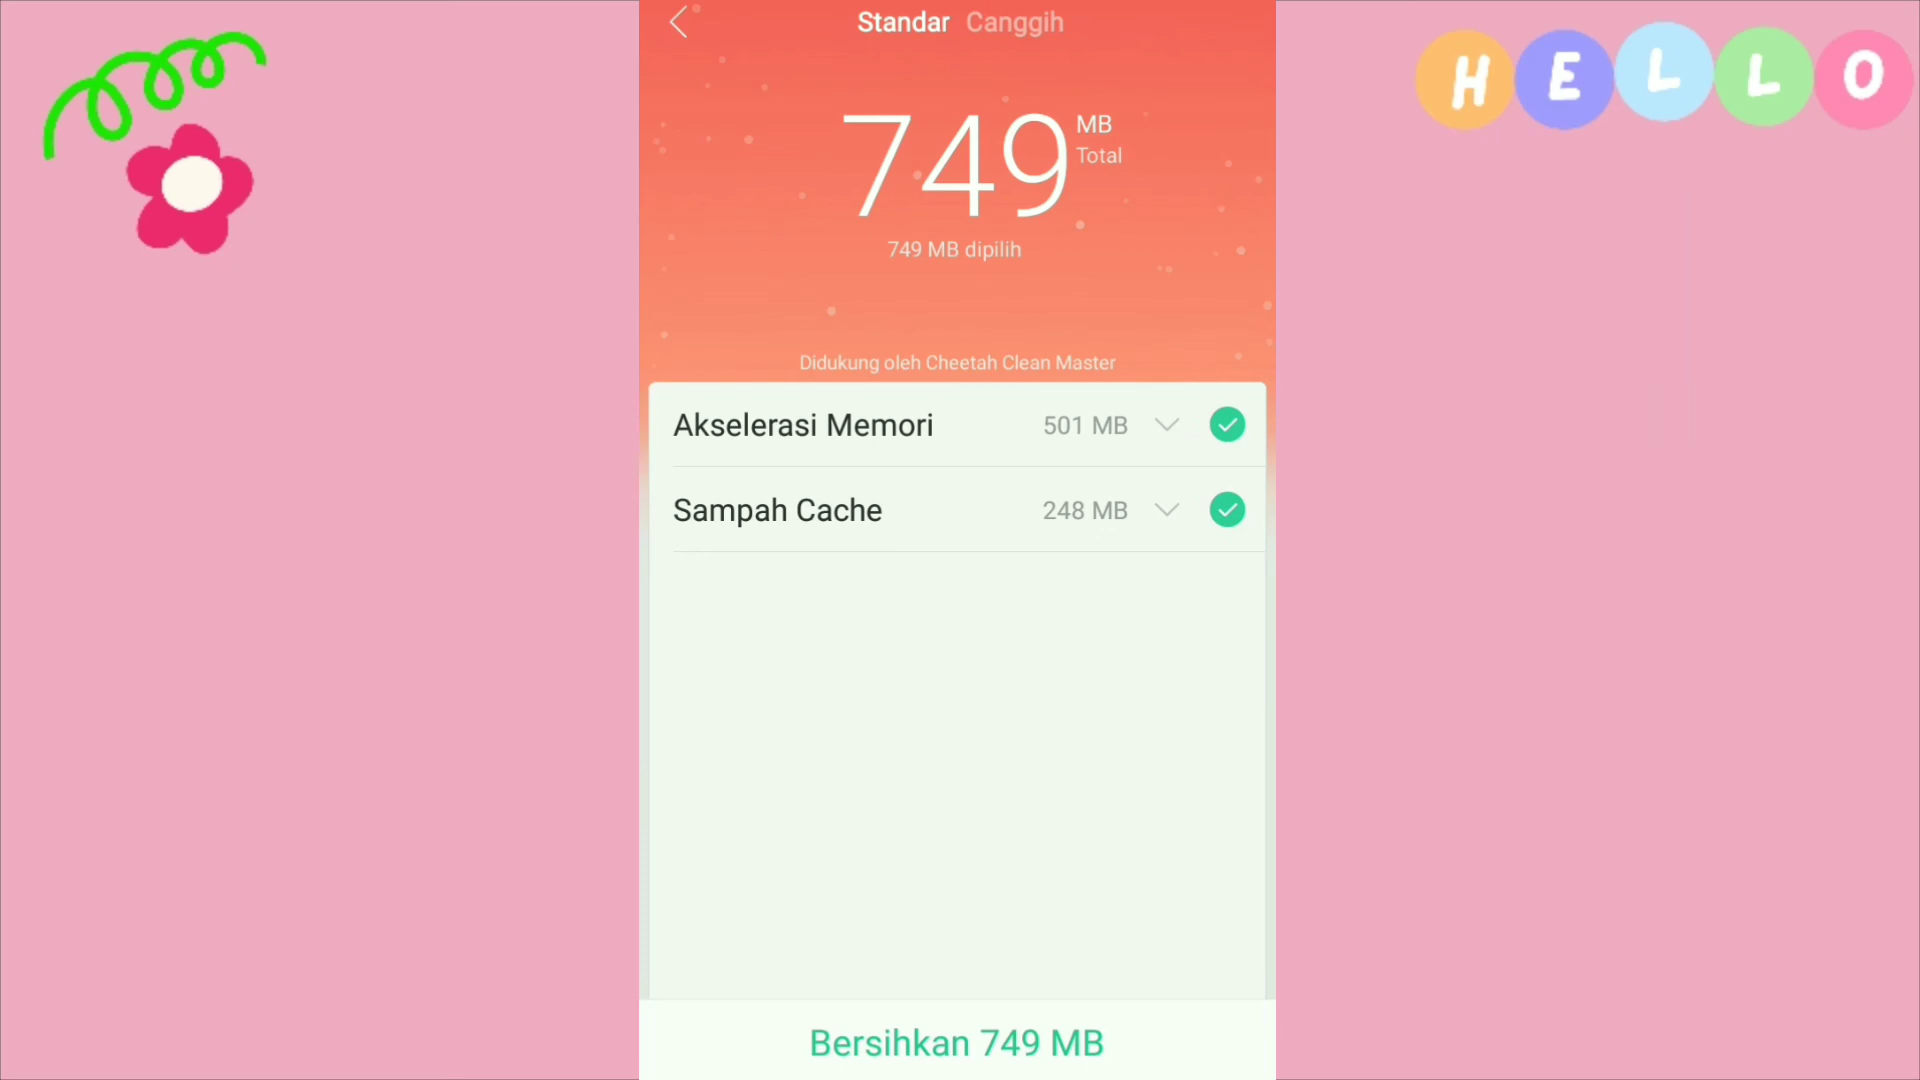 Standar Canggih
HELLO
749 MB
Total
749 MB dipilih
Didukung oleh Cheetah Clean Master
Akselerasi Memori 501 MB
Sampah Cache 248 MB
Bersihkan 749 MB